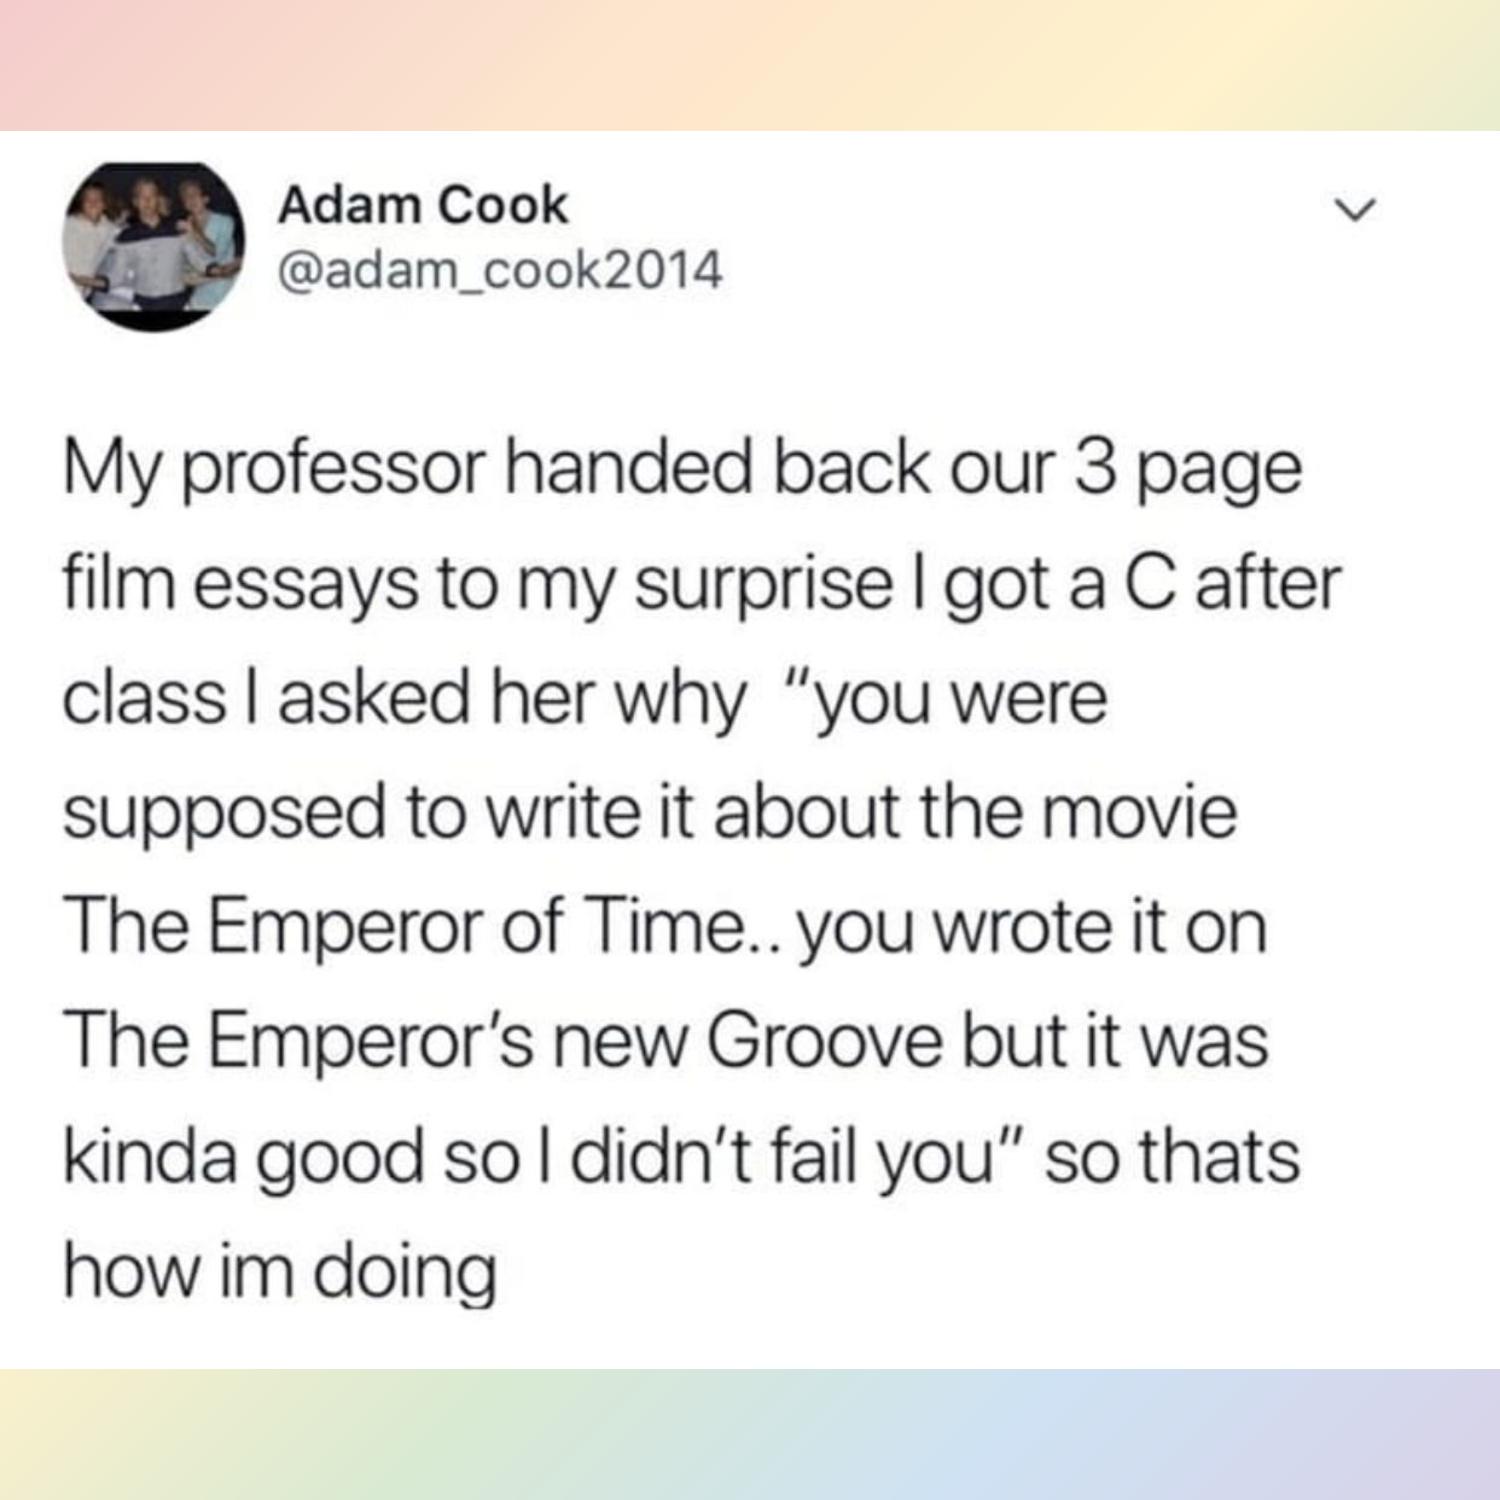 Adam Cook
@adam_cook2014
My professor handed back our 3 page
film essays to my surprise I got a C after
class I asked her why  “you were
supposed to write it about the movie
The Emperor of Time.. you wrote it on
The Emperor’s new Groove but it was
kinda good so I didn’t fail you” so thats
how im doing